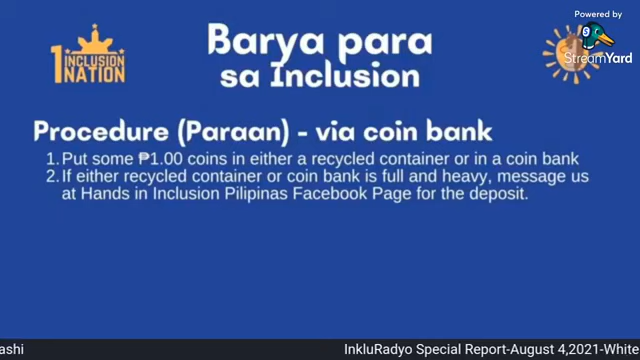 Powered by
StreamYard
1 INCLUSION
NATION
Barya para
sa Inclusion
Procedure (Paraan) - via coin bank
1. Put some ₱1.00 coins in either a recycled container or in a coin bank
2. If either recycled container or coin bank is full and heavy, message us
at Hands in Inclusion Pilipinas Facebook Page for the deposit.
ashi
InkluRadyo Special Report-August 4,2021-White